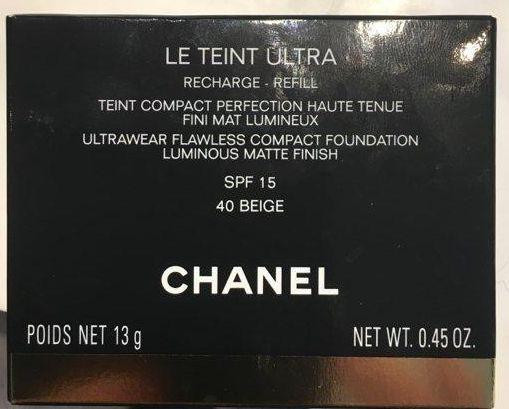 LE TEINT ULTRA
RECHARGE - REFILL
TEINT COMPACT PERFECTION HAUTE TENUE
FINI MAT LUMINEUX
ULTRAWEAR FLAWLESS COMPACT FOUNDATION
LUMINOUS MATTE FINISH
SPF 15
40 BEIGE
CHANEL
POIDS NET 13 g NET WT. 0.45 OZ.